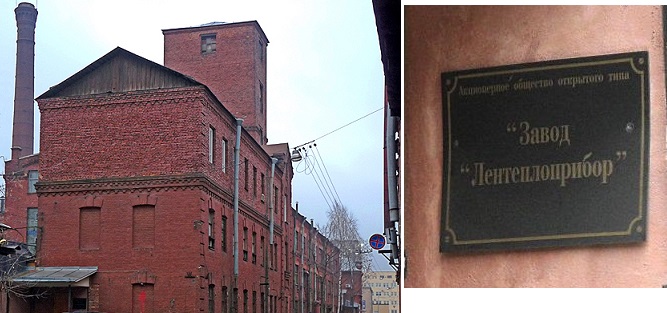 Акционерное общество открытого типа
“Завод
“Лентеплоприбор”